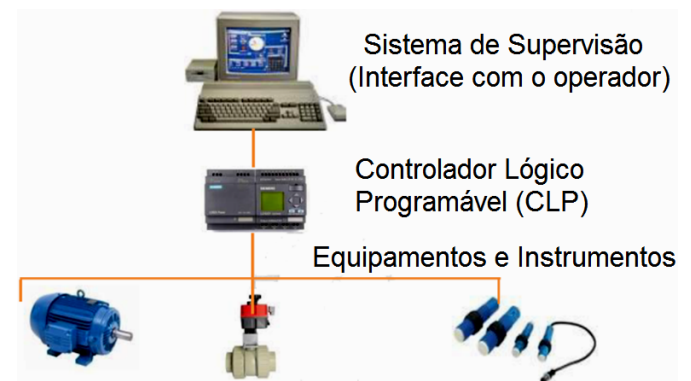 Sistema de Supervisão
(Interface com o operador)
Controlador Lógico
Programável (CLP)
Equipamentos e Instrumentos